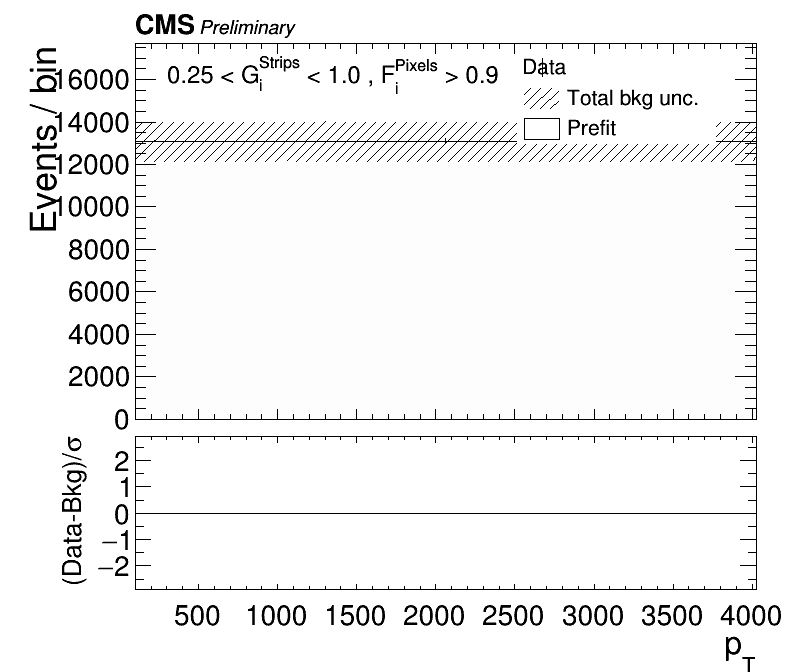 CMS Preliminary
0.25 < G_i^Strips < 1.0 , F_i^Pixels > 0.9
Data
Total bkg unc.
Prefit
Events / bin
16000
14000
12000
10000
8000
6000
4000
2000
0
(Data-Bkg)/σ
2
1
0
−1
−2
500 1000 1500 2000 2500 3000 3500 4000
p_T